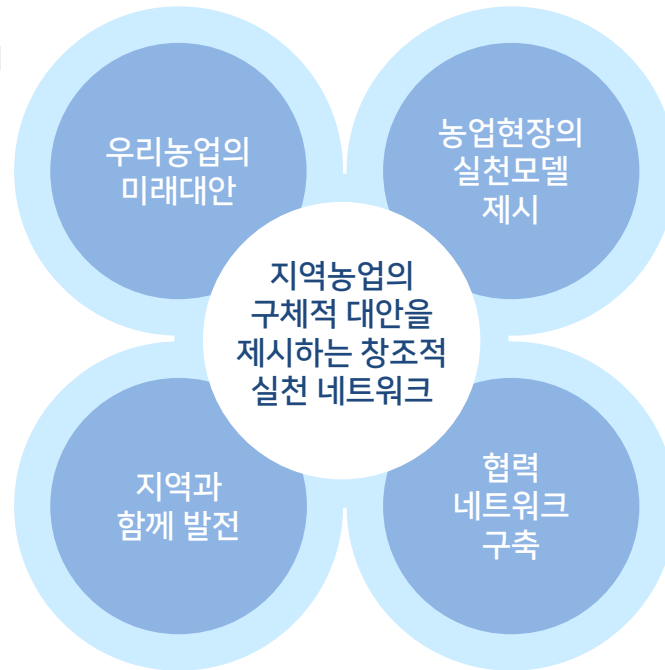 우리농업의
미래대안
농업현장의
실천모델
제시
지역농업의
구체적 대안을
제시하는 창조적
실천 네트워크
지역과
함께 발전
협력
네트워크
구축